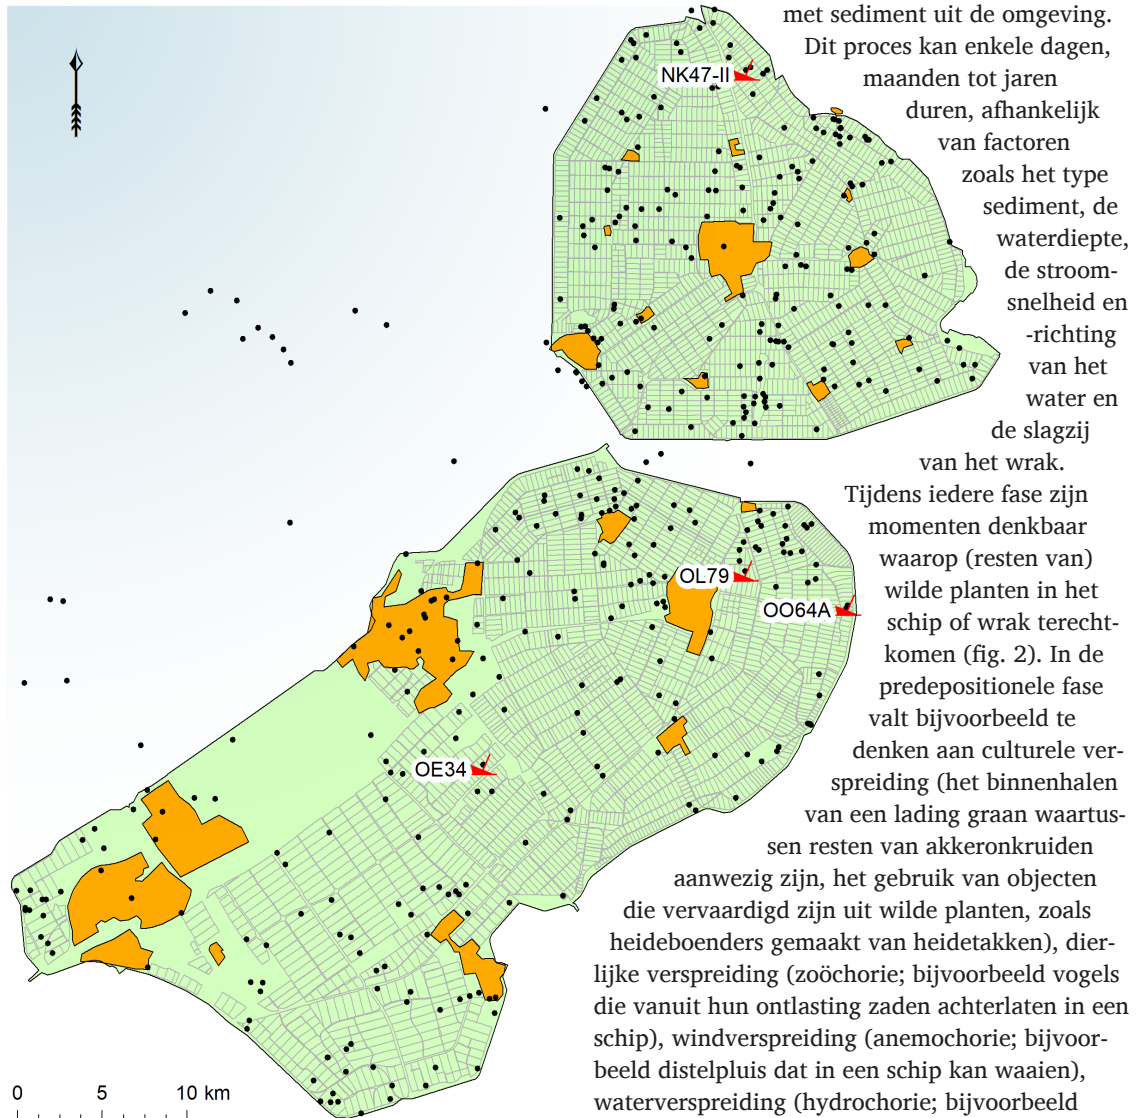 met sediment uit de omgeving.
Dit proces kan enkele dagen,
maanden tot jaren
duren, afhankelijk
van factoren
zoals het type
sediment, de
waterdiepte,
de stroom-
snelheid en
-richting
van het
water en
de slagzij
van het wrak.
Tijdens iedere fase zijn
momenten denkbaar
waarop (resten van)
wilde planten in het
schip of wrak terecht-
komen (fig. 2). In de
predepositionele fase
valt bijvoorbeeld te
denken aan culturele ver-
spreiding (het binnenhalen
van een lading graan waartus-
sen resten van akkeronkruiden
aanwezig zijn, het gebruik van objecten
die vervaardigd zijn uit wilde planten, zoals
heideboenders gemaakt van heidetakken), dier-
lijke verspreiding (zoöchorie; bijvoorbeeld vogels
die vanuit hun ontlasting zaden achterlaten in een
schip), windverspreiding (anemochorie; bijvoor-
beeld distelpluis dat in een schip kan waaien),
waterverspreiding (hydrochorie; bijvoorbeeld
NK47-II
OL79
OO64A
OE34
0 5 10 km